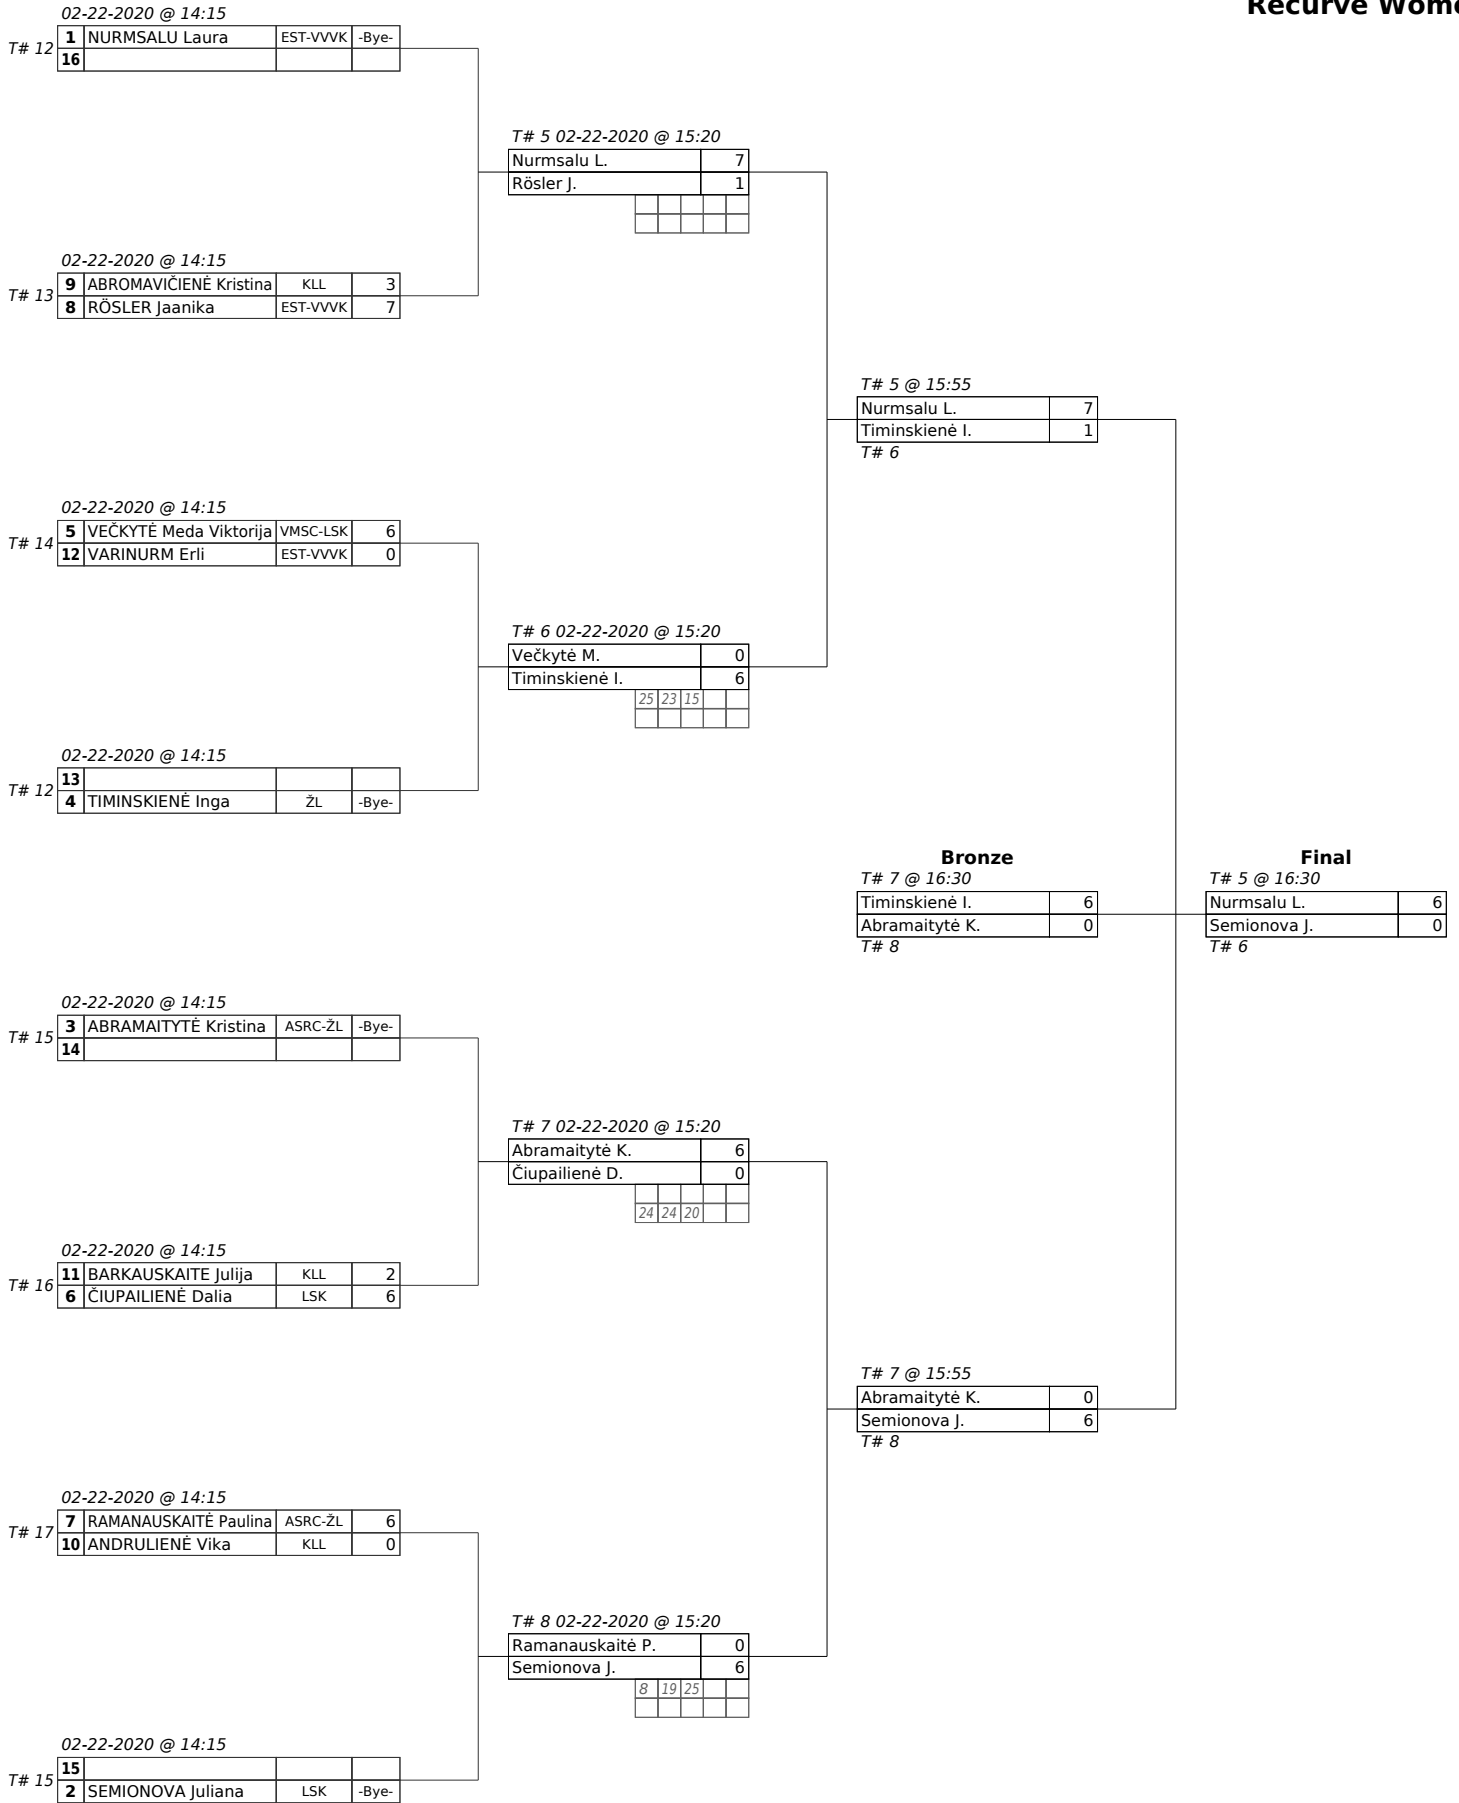 Recurve Wome
02-22-2020 @ 14:15
T# 12
1 NURMSALU Laura EST-VVVK -Bye-
16
T# 5 02-22-2020 @ 15:20
Nurmsalu L. 7
Rösler J. 1
02-22-2020 @ 14:15
T# 13
9 ABROMAVIČIENĖ Kristina KLL 3
8 RÖSLER Jaanika EST-VVVK 7
T# 5 @ 15:55
Nurmsalu L. 7
Timinskienė I. 1
T# 6
02-22-2020 @ 14:15
T# 14
5 VEČKYTĖ Meda Viktorija VMSC-LSK 6
12 VARINURM Erli EST-VVVK 0
T# 6 02-22-2020 @ 15:20
Večkytė M. 0
Timinskienė I. 6
25 23 15
02-22-2020 @ 14:15
T# 12
13
4 TIMINSKIENĖ Inga ŽL -Bye-
Bronze
T# 7 @ 16:30
Timinskienė I. 6
Abramaitytė K. 0
T# 8
Final
T# 5 @ 16:30
Nurmsalu L. 6
Semionova J. 0
T# 6
02-22-2020 @ 14:15
T# 15
3 ABRAMAITYTĖ Kristina ASRC-ŽL -Bye-
14
T# 7 02-22-2020 @ 15:20
Abramaitytė K. 6
Čiupailienė D. 0
24 24 20
02-22-2020 @ 14:15
T# 16
11 BARKAUSKAITE Julija KLL 2
6 ČIUPAILIENĖ Dalia LSK 6
T# 7 @ 15:55
Abramaitytė K. 0
Semionova J. 6
T# 8
02-22-2020 @ 14:15
T# 17
7 RAMANAUSKAITĖ Paulina ASRC-ŽL 6
10 ANDRULIENĖ Vika KLL 0
T# 8 02-22-2020 @ 15:20
Ramanauskaitė P. 0
Semionova J. 6
8 19 25
02-22-2020 @ 14:15
T# 15
15
2 SEMIONOVA Juliana LSK -Bye-